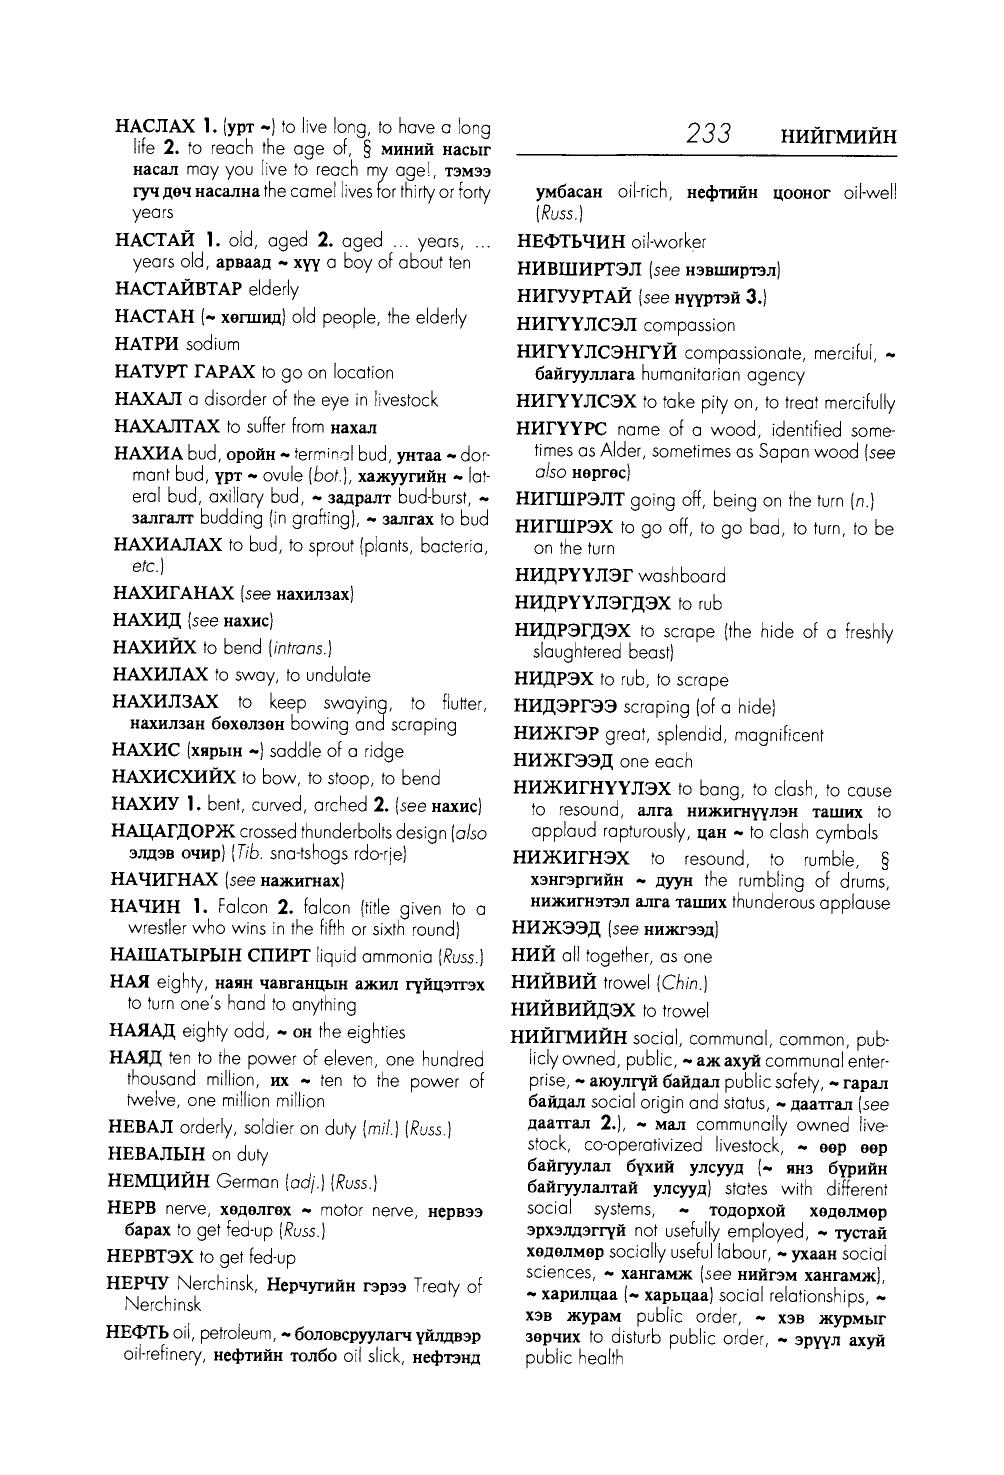 НАСЛАХ 1. (урт ~) to live long, to have a long
life 2. to reach the age of, § миний насыг
насал may you live to reach my age!, тэмээ
гуч дөч насална the camel lives for thirty or forty
years
НАСТАЙ 1. old, aged 2. aged ... years, ...
years old, арваад ~ хүү a boy of about ten
НАСТАЙВТАР elderly
НАСТАН (~ хөгшид) old people, the elderly
НАТРИ sodium
НАТУРТ ГАРАХ to go on location
НАХАЛ a disorder of the eye in livestock
НАХАЛТАХ to suffer from нахал
НАХИА bud, оройн ~ terminal bud, унтаа ~ dor-
mant bud, үрт ~ ovule (bot.), хажуугийн ~ lat-
eral bud, axillary bud, ~ задралт bud-burst, ~
залгалт budding (in grafting), ~ залгах to bud
НАХИАЛАХ to bud, to sprout (plants, bacteria,
etc.)
НАХИГАНАХ (see нахилзах)
НАХИД (see нахис)
НАХИЙХ to bend (intrans.)
НАХИЛАХ to sway, to undulate
НАХИЛЗАХ to keep swaying, to flutter,
нахилзан бөхөлзөн bowing and scraping
НАХИС (хярын ~) saddle of a ridge
НАХИСХИЙХ to bow, to stoop, to bend
НАХИУ 1. bent, curved, arched 2. (see нахис)
НАЦАГДОРЖ crossed thunderbolts design (also
элдэв очир) (Tib. sna-tshogs rdo-rje)
НАЧИГНАХ (see нажигнах)
НАЧИН 1. Falcon 2. falcon (title given to a
wrestler who wins in the fifth or sixth round)
НАШАТЫРЫН СПИРТ liquid ammonia (Russ.)
НАЯ eighty, наян чавганцын ажил гүйцэтгэх
to turn one's hand to anything
НАЯАД eighty odd, ~ он the eighties
НАЯД ten to the power of eleven, one hundred
thousand million, их ~ ten to the power of
twelve, one million million
НЕВАЛ orderly, soldier on duty (mil.) (Russ.)
НЕВАЛЫН on duty
НЕМЦИЙН German (adj.) (Russ.)
НЕРВ nerve, хөдөлгөх ~ motor nerve, нервээ
барах to get fed-up (Russ.)
НЕРВТЭХ to get fed-up
НЕРЧУ Nerchinsk, Нерчугийн гэрээ Treaty of
Nerchinsk
НЕФТЬ oil, petroleum, ~ боловсруулагч үйлдвэр
oil-refinery, нефтийн толбо oil slick, нефтэнд
233 НИЙГМИЙН
умбасан oil-rich, нефтийн цооног oil-well
(Russ.)
НЕФТЬЧИН oil-worker
НИВШИРТЭЛ (see нэвширтэл)
НИГУУРТАЙ (see нүүртэй 3.)
НИГҮҮЛСЭЛ compassion
НИГҮҮЛСЭНГҮЙ compassionate, merciful, ~
байгууллага humanitarian agency
НИГҮҮЛСЭХ to take pity on, to treat mercifully
НИГҮҮРС name of a wood, identified some-
times as Alder, sometimes as Sapan wood (see
also нөргөс)
НИГШРЭЛТ going off, being on the turn (n.)
НИГШРЭХ to go off, to go bad, to turn, to be
on the turn
НИДРҮҮЛЭГ washboard
НИДРҮҮЛЭГДЭХ to rub
НИДРЭГДЭХ to scrape (the hide of a freshly
slaughtered beast)
НИДРЭХ to rub, to scrape
НИДЭРГЭЭ scraping (of a hide)
НИЖГЭР great, splendid, magnificent
НИЖГЭЭД one each
НИЖИГНҮҮЛЭХ to bang, to clash, to cause
to resound, алга нижигнүүлэн таших to
applaud rapturously, цан ~ to clash cymbals
НИЖИГНЭХ to resound, to rumble, §
хэнгэргийн ~ дуун the rumbling of drums,
нижигнэтэл алга таших thunderous applause
НИЖЭЭД (see нижгээд)
НИЙ all together, as one
НИЙВИЙ trowel (Chin.)
НИЙВИЙДЭХ to trowel
НИЙГМИЙН social, communal, common, pub-
licly owned, public, ~ аж ахуй communal enter-
prise, ~ аюулгүй байдал public safety, ~ гарал
байдал social origin and status, ~ даатгал (see
даатгал 2.), ~ мал communally owned live-
stock, co-operativized livestock, ~ өөр өөр
байгуулал бүхий улсууд (~ янз бүрийн
байгуулалтай улсууд) states with different
social systems, ~ тодорхой хөдөлмөр
эрхэлдэггүй not usefully employed, ~ тустай
хөдөлмөр socially useful labour, ~ ухаан social
sciences, ~ хангамж (see нийгэм хангамж),
~ харилцаа (~ харьцаа) social relationships, ~
хэв журам public order, ~ хэв журмыг
зөрчих to disturb public order, ~ эрүүл ахуй
public health